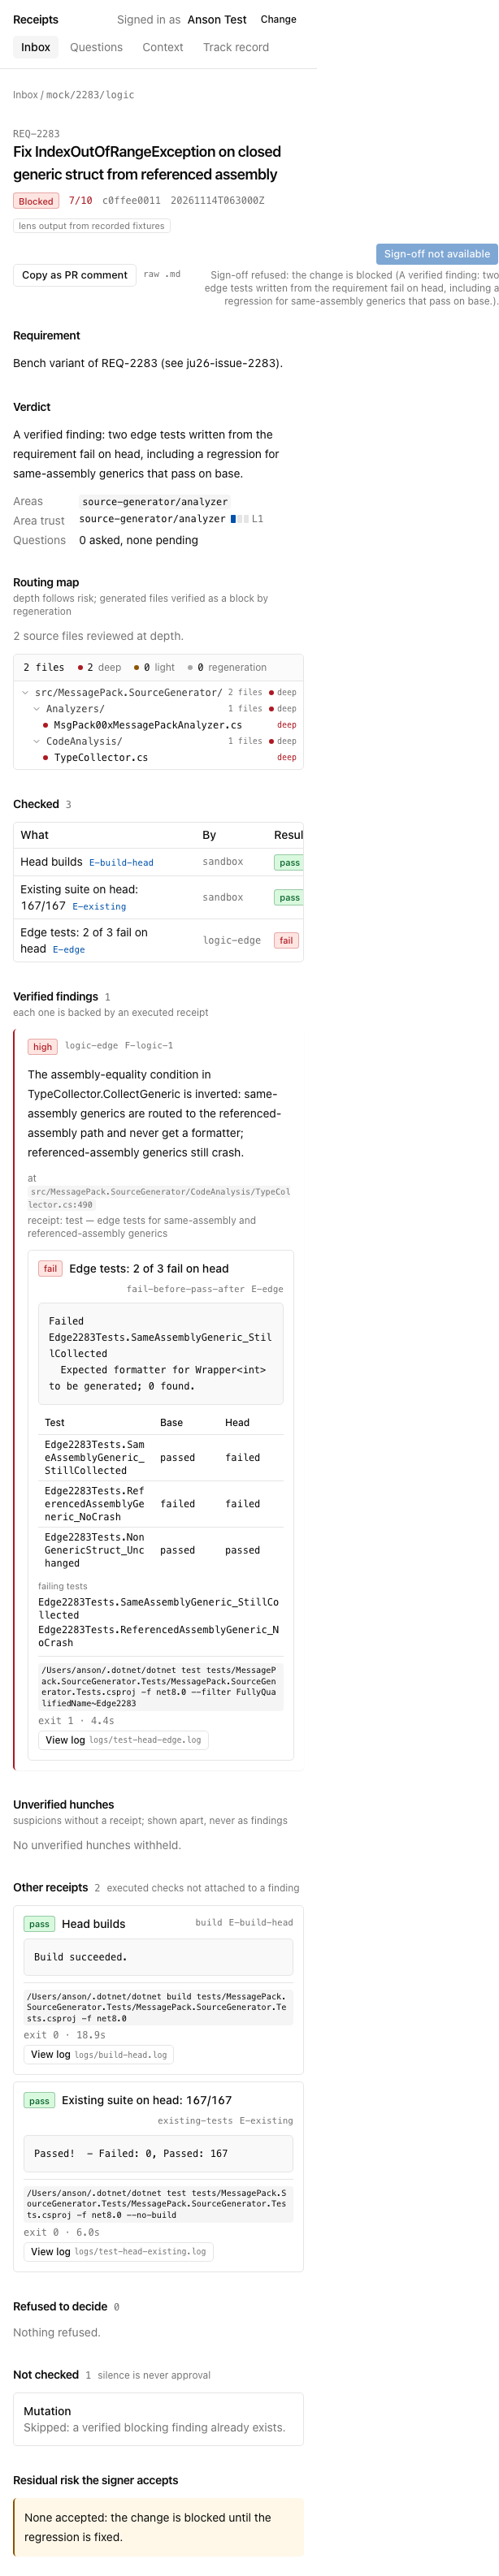 Receipts Signed in as Anson Test Change
Inbox Questions Context Track record
Inbox / mock/2283/logic
REQ-2283
Fix IndexOutOfRangeException on closed
generic struct from referenced assembly
Blocked 7/10 c0ffee0011 20261114T063000Z
lens output from recorded fixtures
Sign-off not available
Copy as PR comment raw .md
Sign-off refused: the change is blocked (A verified finding: two
edge tests written from the requirement fail on head, including a
regression for same-assembly generics that pass on base.).
Requirement
Bench variant of REQ-2283 (see ju26-issue-2283).
Verdict
A verified finding: two edge tests written from the
requirement fail on head, including a regression for
same-assembly generics that pass on base.
Areas source-generator/analyzer
Area trust source-generator/analyzer L1
Questions 0 asked, none pending
Routing map
depth follows risk; generated files verified as a block by
regeneration
2 source files reviewed at depth.
2 files 2 deep 0 light 0 regeneration
src/MessagePack.SourceGenerator/ 2 files deep
Analyzers/ 1 files deep
MsgPack00xMessagePackAnalyzer.cs deep
CodeAnalysis/ 1 files deep
TypeCollector.cs deep
Checked 3
What By Resul
Head builds E-build-head sandbox pass
Existing suite on head:
167/167 E-existing sandbox pass
Edge tests: 2 of 3 fail on
head E-edge logic-edge fail
Verified findings 1
each one is backed by an executed receipt
high logic-edge F-logic-1
The assembly-equality condition in
TypeCollector.CollectGeneric is inverted: same-
assembly generics are routed to the referenced-
assembly path and never get a formatter;
referenced-assembly generics still crash.
at
src/MessagePack.SourceGenerator/CodeAnalysis/TypeCol
lector.cs:490
receipt: test — edge tests for same-assembly and
referenced-assembly generics
fail Edge tests: 2 of 3 fail on head
fail-before-pass-after E-edge
Failed
Edge2283Tests.SameAssemblyGeneric_Stil
lCollected
Expected formatter for Wrapper<int>
to be generated; 0 found.
Test Base Head
Edge2283Tests.Sam
eAssemblyGeneric_ passed failed
StillCollected
Edge2283Tests.Ref
erencedAssemblyGe failed failed
neric_NoCrash
Edge2283Tests.Non
GenericStruct_Unc passed passed
hanged
failing tests
Edge2283Tests.SameAssemblyGeneric_StillCo
llected
Edge2283Tests.ReferencedAssemblyGeneric_N
oCrash
/Users/anson/.dotnet/dotnet test tests/MessageP
ack.SourceGenerator.Tests/MessagePack.SourceGen
erator.Tests.csproj -f net8.0 --filter FullyQua
lifiedName~Edge2283
exit 1 · 4.4s
View log logs/test-head-edge.log
Unverified hunches
suspicions without a receipt; shown apart, never as findings
No unverified hunches withheld.
Other receipts 2 executed checks not attached to a finding
pass Head builds build E-build-head
Build succeeded.
/Users/anson/.dotnet/dotnet build tests/MessagePack.
SourceGenerator.Tests/MessagePack.SourceGenerator.Te
sts.csproj -f net8.0
exit 0 · 18.9s
View log logs/build-head.log
pass Existing suite on head: 167/167
existing-tests E-existing
Passed! - Failed: 0, Passed: 167
/Users/anson/.dotnet/dotnet test tests/MessagePack.S
ourceGenerator.Tests/MessagePack.SourceGenerator.Tes
ts.csproj -f net8.0 --no-build
exit 0 · 6.0s
View log logs/test-head-existing.log
Refused to decide 0
Nothing refused.
Not checked 1 silence is never approval
Mutation
Skipped: a verified blocking finding already exists.
Residual risk the signer accepts
None accepted: the change is blocked until the
regression is fixed.